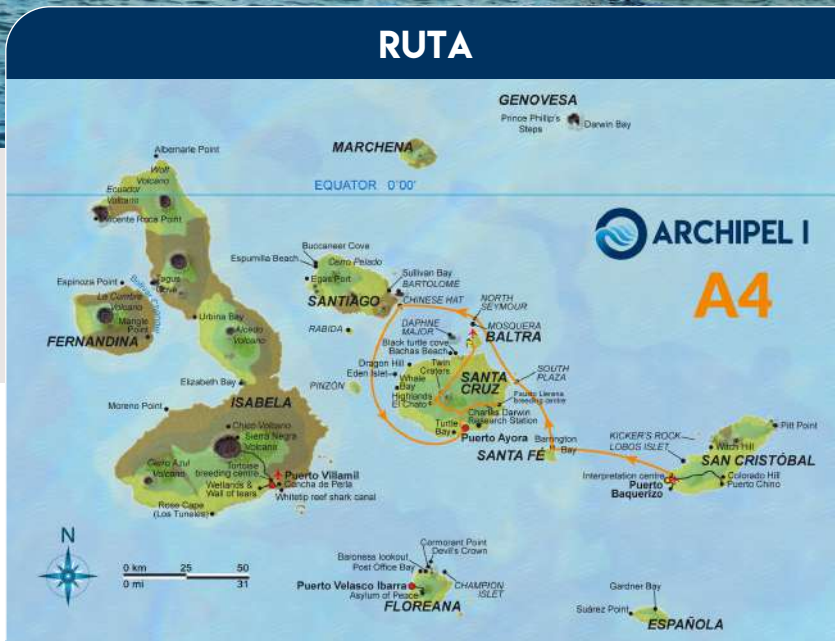 RUTA
GENOVESA
Prince Phillip's
Steps
Darwin Bay
MARCHENA
Albemarle Point
Wolf
Volcano
EQUATOR 0°00'
Ecuador
Volcano
Vicente Roca Point
ARCHIPEL I
A4
Buccaneer Cove
Espumilla Beach
Cerro Pelado
Sullivan Bay
BARTOLOMÉ
Egas Port
Espinoza Point
Tagus
Cove
Bolívar Channel
SANTIAGO
CHINESE HAT
NORTH
SEYMOUR
La Cumbre
Volcano
Mangle
Point
Urbina Bay
Alcedo
Volcano
RABIDA
DAPHNE
MAJOR
MOSQUERA
BALTRA
FERNANDINA
Black turtle cove
Bachas Beach
Dragon Hill
Eden Islet
Twin
Craters
SOUTH
PLAZA
Elizabeth Bay
PINZÓN
Whale
Bay
SANTA
CRUZ
Fausto Llerena
breeding centre
Highlands
El Chato
Moreno Point
ISABELA
Charles Darwin
Research Station
Chico Volcano
Sierra Negra
Volcano
Turtle
Bay
Puerto Ayora
Barrington
Bay
SANTA FÉ
KICKER'S ROCK
LOBOS ISLET
Pitt Point
Witch Hill
SAN CRISTÓBAL
Cerro Azul
Volcano
Tortoise
breeding centre
Puerto Villamil
Concha de Perla
Wetlands &
Wall of tears
Whitetip reef shark canal
Interpretation centre
Puerto
Baquerizo
Colorado Hill
Puerto Chino
Rose Cape
(Los Tuneles)
N
0 km 25 50
0 mi 31
Cormorant Point
Devil's Crown
Baronesa lookout
Post Office Bay
Puerto Velasco Ibarra
Asylum of Peace
CHAMPION
ISLET
FLOREANA
Gardner Bay
Suárez Point
ESPAÑOLA